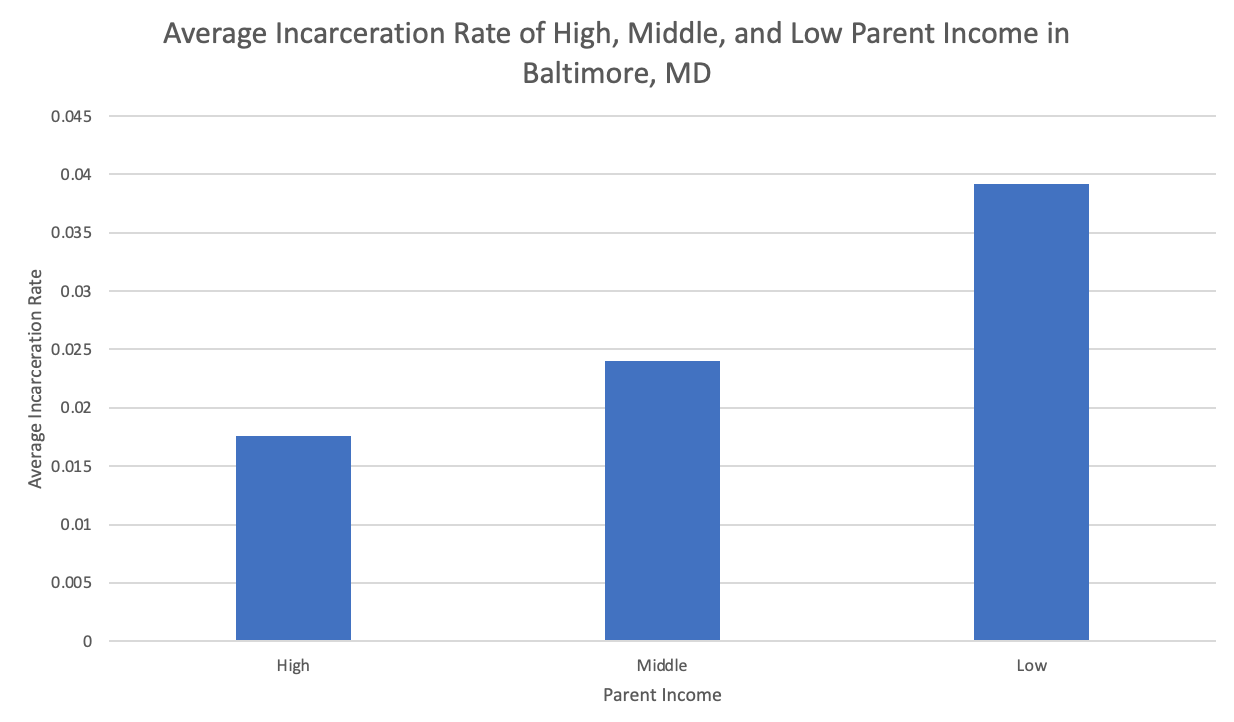 Average Incarceration Rate of High, Middle, and Low Parent Income in
Baltimore, MD
0.045
0.04
0.035
0.03
0.025
0.02
0.015
0.01
0.005
0
Average Incarceration Rate
High
Middle
Low
Parent Income